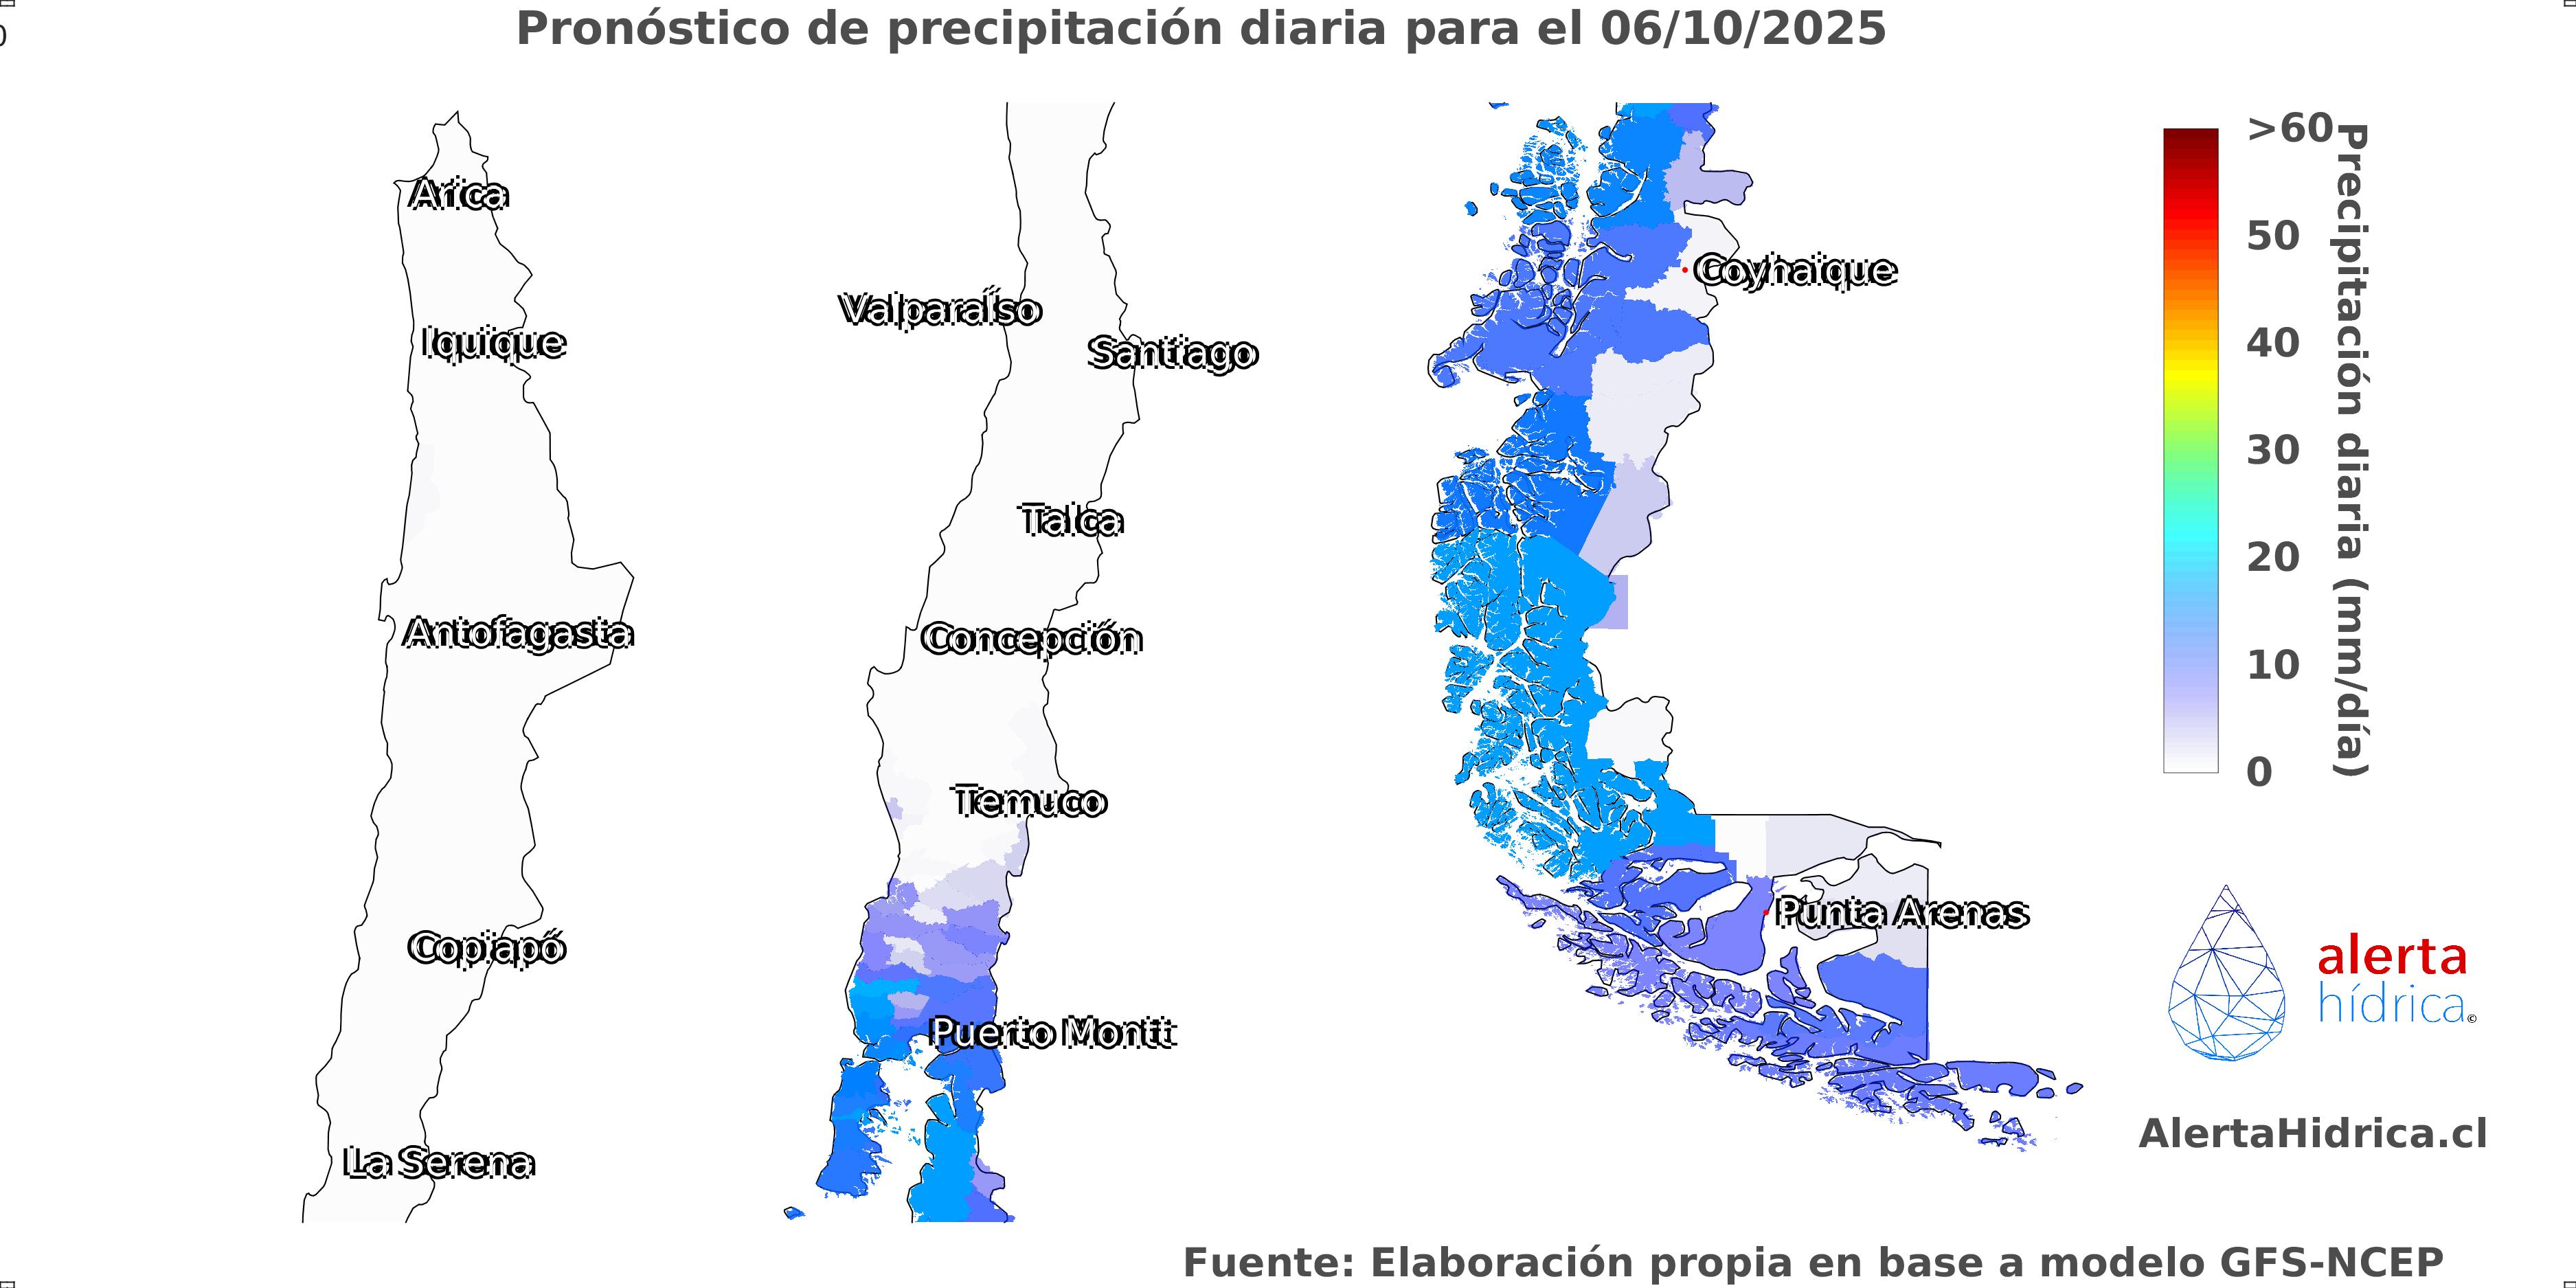 Pronóstico de precipitación diaria para el 06/10/2025
0
Arica
Iquique
Antofagasta
Copiapó
La Serena
Valparaíso
Santiago
Talca
Concepción
Temuco
Puerto Montt
Coyhaique
Punta Arenas
>60
50
40
30
20
10
0
Precipitación diaria (mm/día)
alerta
hídrica©
AlertaHidrica.cl
Fuente: Elaboración propia en base a modelo GFS-NCEP